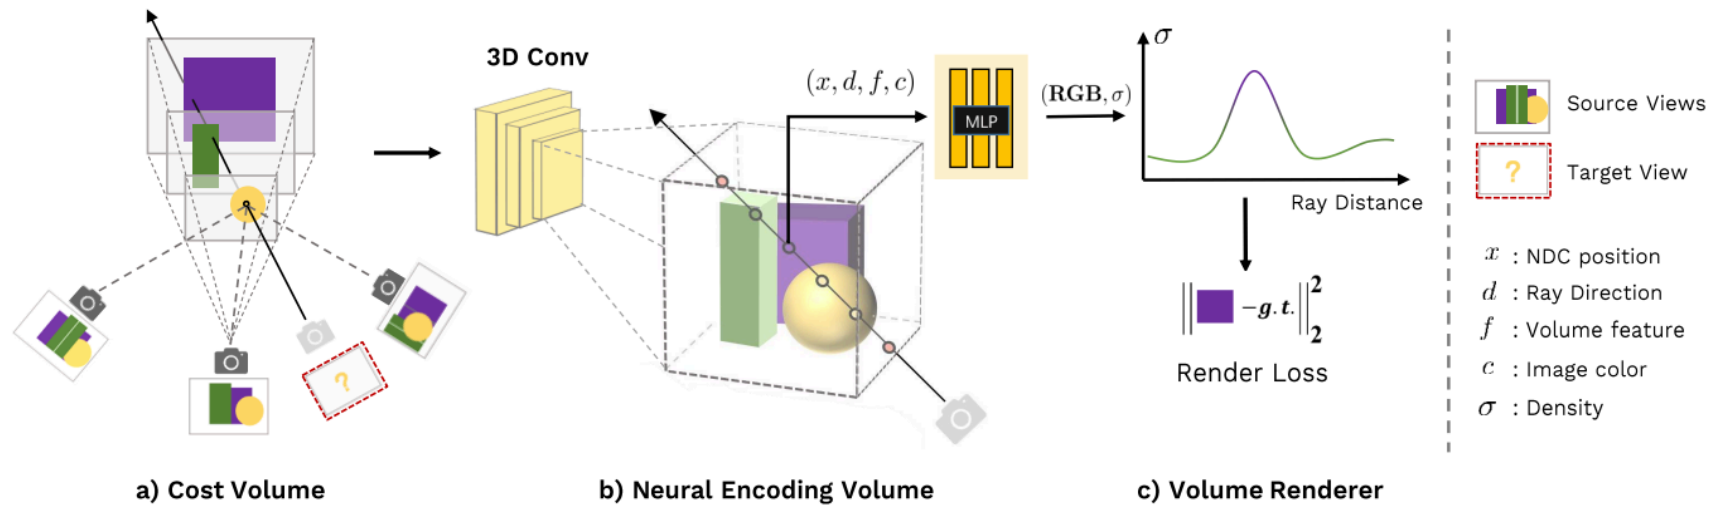 3D Conv
(x, d, f, c)
MLP
(RGB, σ)
σ
Ray Distance
‖ −g.t.‖²₂
Render Loss
?
Source Views
?
Target View
x : NDC position
d : Ray Direction
f : Volume feature
c : Image color
σ : Density
a) Cost Volume
b) Neural Encoding Volume
c) Volume Renderer